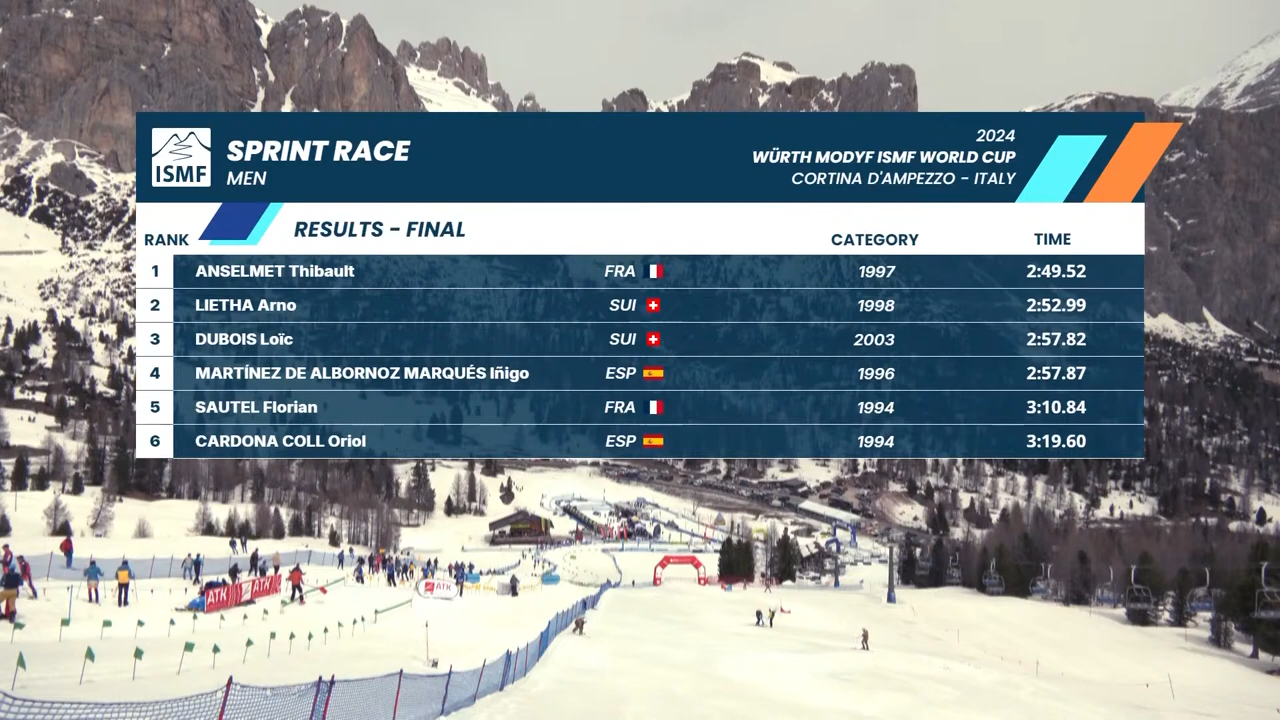 ISMF
SPRINT RACE
MEN
2024
WÜRTH MODYF ISMF WORLD CUP
CORTINA D'AMPEZZO - ITALY
RANK RESULTS - FINAL CATEGORY TIME
1 ANSELMET Thibault FRA 1997 2:49.52
2 LIETHA Arno SUI 1998 2:52.99
3 DUBOIS Loïc SUI 2003 2:57.82
4 MARTÍNEZ DE ALBORNOZ MARQUÉS Iñigo ESP 1996 2:57.87
5 SAUTEL Florian FRA 1994 3:10.84
6 CARDONA COLL Oriol ESP 1994 3:19.60
ATK ATK
ATK